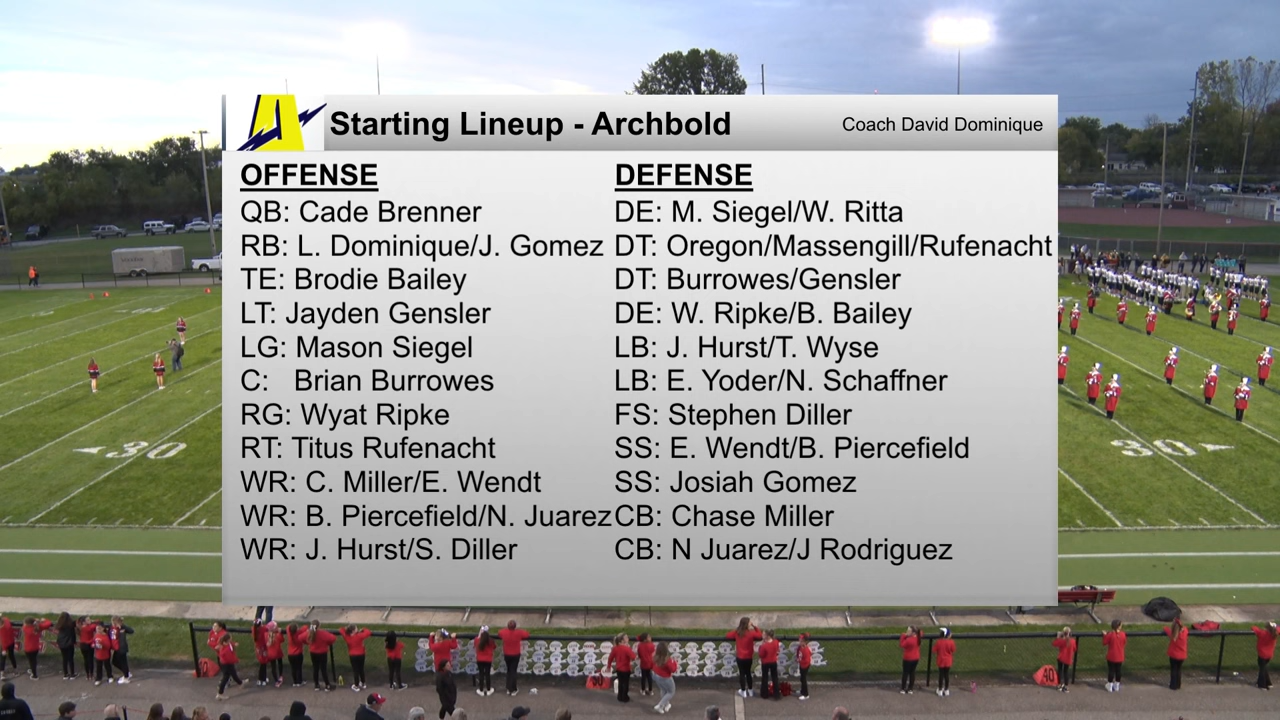 Starting Lineup - Archbold
Coach David Dominique
OFFENSE
QB: Cade Brenner
RB: L. Dominique/J. Gomez
TE: Brodie Bailey
LT: Jayden Gensler
LG: Mason Siegel
C: Brian Burrowes
RG: Wyat Ripke
RT: Titus Rufenacht
WR: C. Miller/E. Wendt
WR: B. Piercefield/N. Juarez
WR: J. Hurst/S. Diller
DEFENSE
DE: M. Siegel/W. Ritta
DT: Oregon/Massengill/Rufenacht
DT: Burrowes/Gensler
DE: W. Ripke/B. Bailey
LB: J. Hurst/T. Wyse
LB: E. Yoder/N. Schaffner
FS: Stephen Diller
SS: E. Wendt/B. Piercefield
SS: Josiah Gomez
CB: Chase Miller
CB: N Juarez/J Rodriguez
30
30